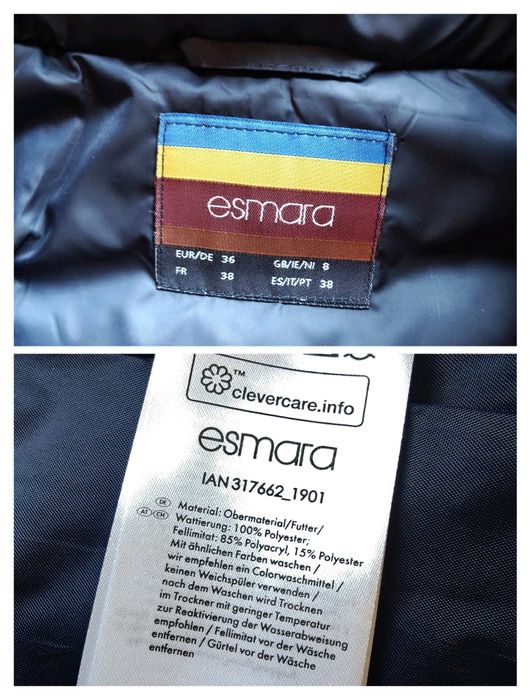 esmara
EUR/DE 36 GB/IE/NI 8
FR 38 ES/IT/PT 38
™
clevercare.info
esmara
IAN 317662_1901
DE AT CH Material: Obermaterial/Futter/
Wattierung: 100% Polyester;
Fellimitat: 85% Polyacryl, 15% Polyester
Mit ähnlichen Farben waschen /
wir empfehlen ein Colorwaschmittel /
keinen Weichspüler verwenden /
nach dem Waschen wird Trocknen
im Trockner mit geringer Temperatur
zur Reaktivierung der Wasserabweisung
empfohlen / Fellimitat vor der Wäsche
entfernen / Gürtel vor der Wäsche
entfernen